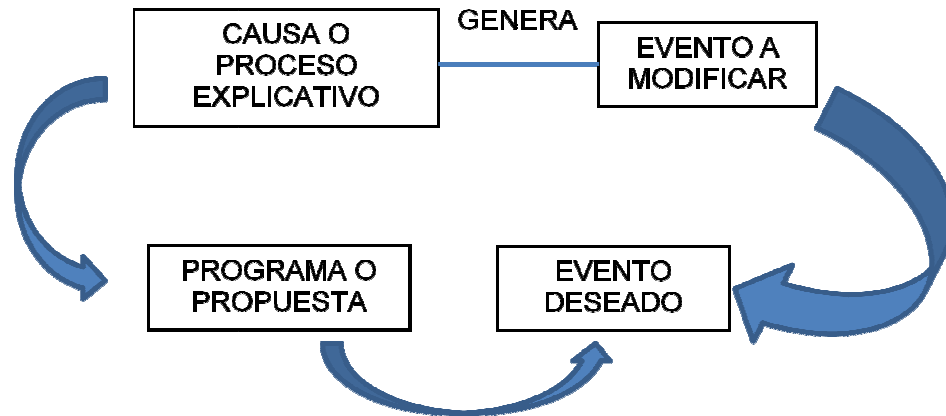 CAUSA O
PROCESO
EXPLICATIVO
GENERA
EVENTO A
MODIFICAR
PROGRAMA O
PROPUESTA
EVENTO
DESEADO